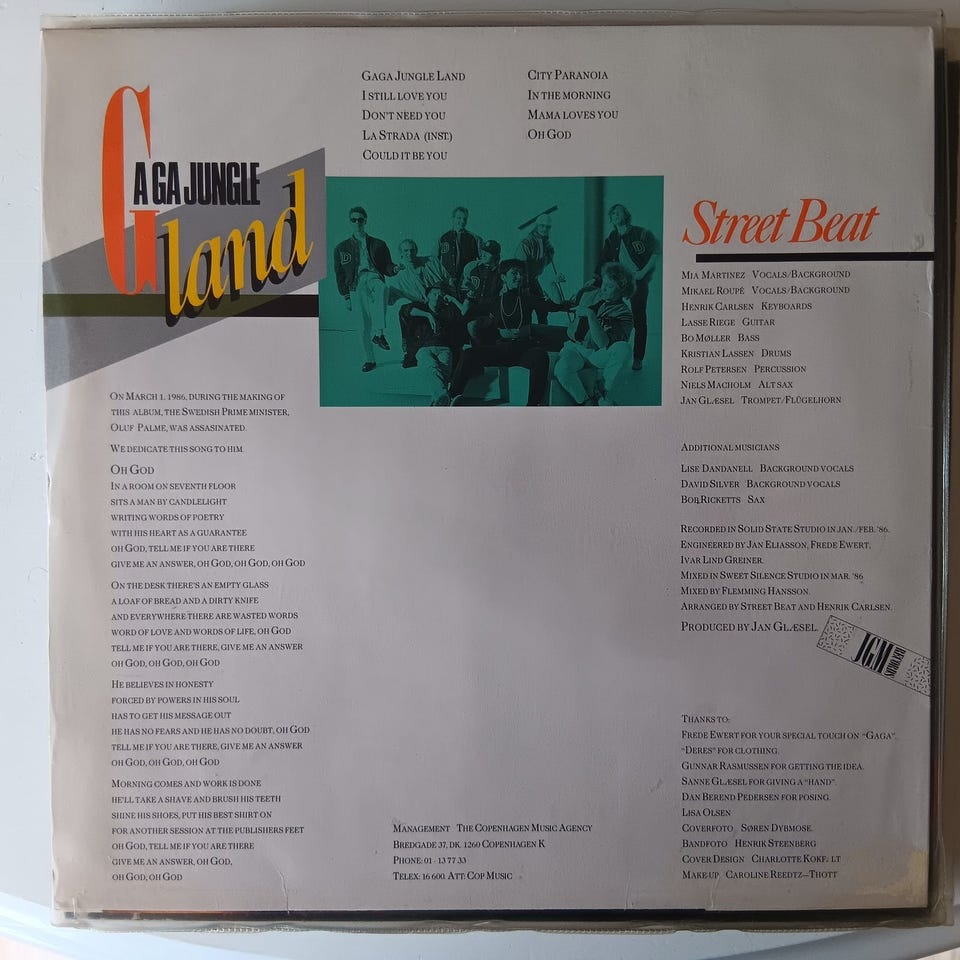 GAGA JUNGLE
land
GAGA JUNGLE LAND
I STILL LOVE YOU
DON'T NEED YOU
LA STRADA (INST.)
COULD IT BE YOU
CITY PARANOIA
IN THE MORNING
MAMA LOVES YOU
OH GOD
ON MARCH 1. 1986, DURING THE MAKING OF
THIS ALBUM, THE SWEDISH PRIME MINISTER,
OLUF PALME, WAS ASSASINATED.
WE DEDICATE THIS SONG TO HIM.
OH GOD
IN A ROOM ON SEVENTH FLOOR
SITS A MAN BY CANDLELIGHT
WRITING WORDS OF POETRY
WITH HIS HEART AS A GUARANTEE
OH GOD, TELL ME IF YOU ARE THERE
GIVE ME AN ANSWER, OH GOD, OH GOD, OH GOD
ON THE DESK THERE'S AN EMPTY GLASS
A LOAF OF BREAD AND A DIRTY KNIFE
AND EVERYWHERE THERE ARE WASTED WORDS
WORD OF LOVE AND WORDS OF LIFE, OH GOD
TELL ME IF YOU ARE THERE, GIVE ME AN ANSWER
OH GOD, OH GOD, OH GOD
HE BELIEVES IN HONESTY
FORCED BY POWERS IN HIS SOUL
HAS TO GET HIS MESSAGE OUT
HE HAS NO FEARS AND HE HAS NO DOUBT, OH GOD
TELL ME IF YOU ARE THERE, GIVE ME AN ANSWER
OH GOD, OH GOD, OH GOD
MORNING COMES AND WORK IS DONE
HE'LL TAKE A SHAVE AND BRUSH HIS TEETH
SHINE HIS SHOES, PUT HIS BEST SHIRT ON
FOR ANOTHER SESSION AT THE PUBLISHERS FEET
OH GOD, TELL ME IF YOU ARE THERE
GIVE ME AN ANSWER, OH GOD,
OH GOD, OH GOD
MANAGEMENT THE COPENHAGEN MUSIC AGENCY
BREDGADE 37, DK. 1260 COPENHAGEN K
PHONE: 01 - 13 77 33
TELEX: 16 600. ATT: COP MUSIC
Street Beat
MIA MARTINEZ VOCALS/BACKGROUND
MIKAEL ROUPÉ VOCALS/BACKGROUND
HENRIK CARLSEN KEYBOARDS
LASSE RIEGE GUITAR
BO MØLLER BASS
KRISTIAN LASSEN DRUMS
ROLF PETERSEN PERCUSSION
NIELS MACHOLM ALT SAX
JAN GLÆSEL TROMPET/FLÜGELHORN
ADDITIONAL MUSICIANS
LISE DANDANELL BACKGROUND VOCALS
DAVID SILVER BACKGROUND VOCALS
BOB RICKETTS SAX
RECORDED IN SOLID STATE STUDIO IN JAN./FEB. '86.
ENGINEERED BY JAN ELIASSON, FREDE EWERT,
IVAR LIND GREINER.
MIXED IN SWEET SILENCE STUDIO IN MAR. '86
MIXED BY FLEMMING HANSSON.
ARRANGED BY STREET BEAT AND HENRIK CARLSEN.
PRODUCED BY JAN GLÆSEL.
JGM RECORDS
THANKS TO:
FREDE EWERT FOR YOUR SPECIAL TOUCH ON "GAGA".
"DERES" FOR CLOTHING.
GUNNAR RASMUSSEN FOR GETTING THE IDEA.
SANNE GLÆSEL FOR GIVING A "HAND".
DAN BEREND PEDERSEN FOR POSING.
LISA OLSEN
COVERFOTO SØREN DYBMOSE.
BANDFOTO HENRIK STEENBERG
COVER DESIGN CHARLOTTE KOKF: LT
MAKE-UP CAROLINE REEDTZ-THOTT